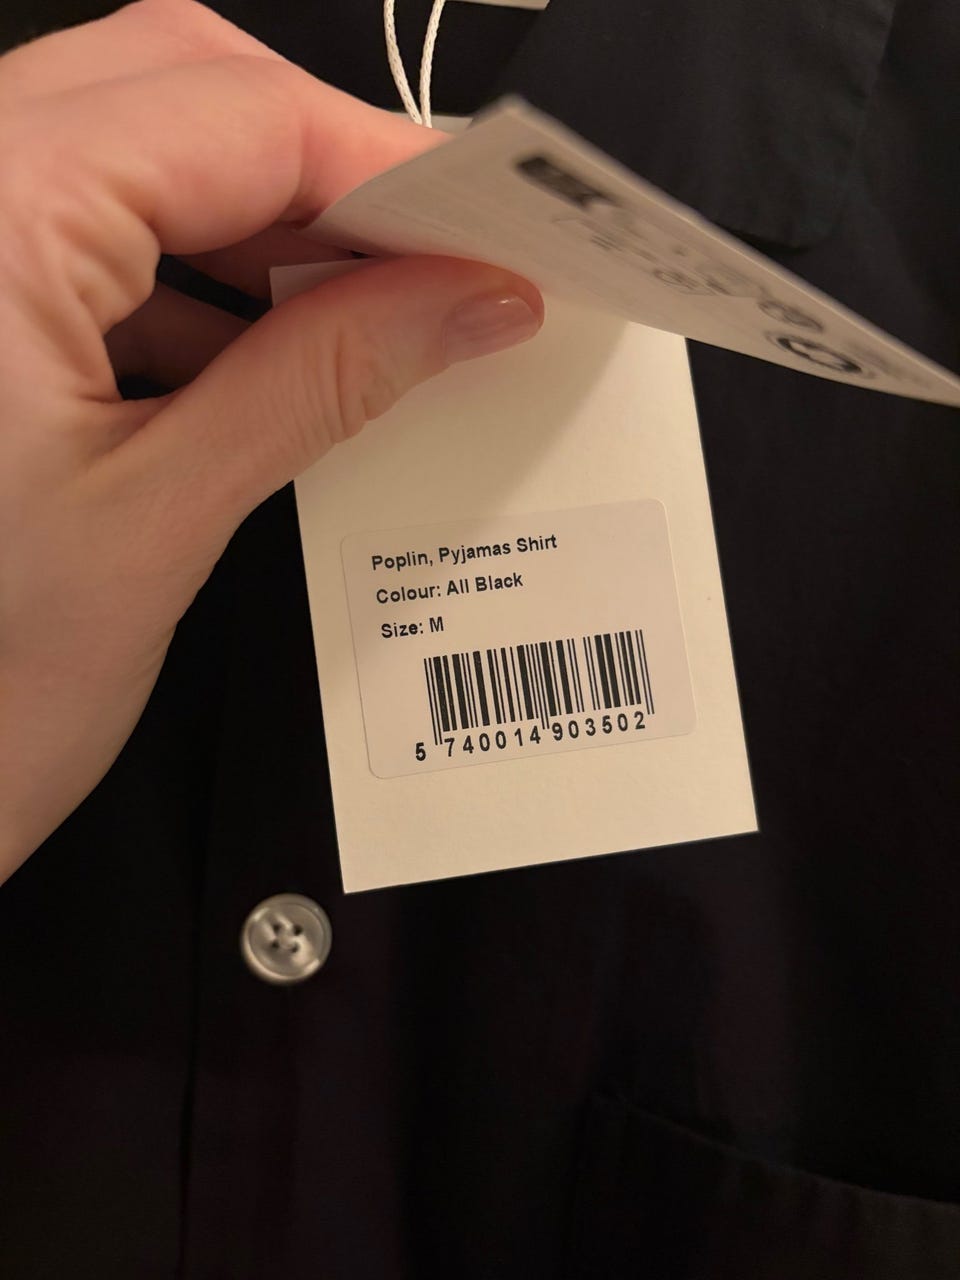 Poplin, Pyjamas Shirt
Colour: All Black
Size: M
5 740014 903502